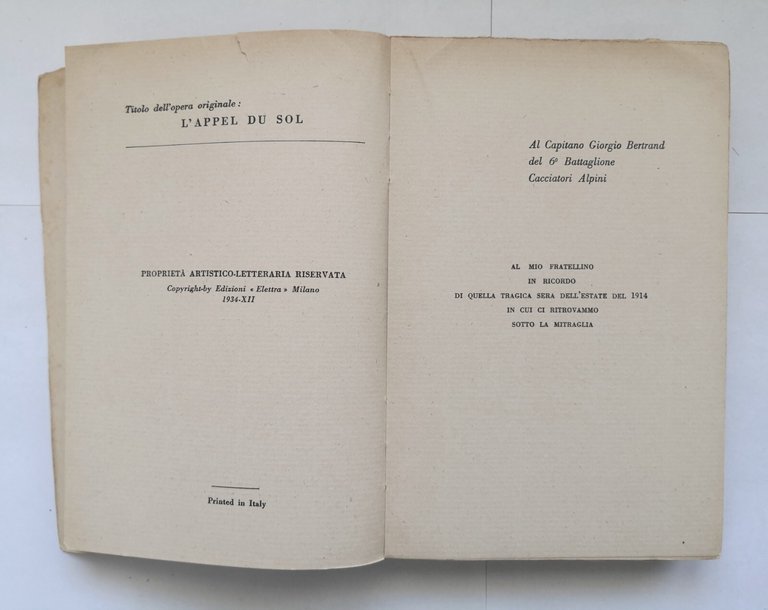 Titolo dell'opera originale:
L'APPEL DU SOL
PROPRIETÀ ARTISTICO-LETTERARIA RISERVATA
Copyright-by Edizioni « Elettra » Milano
1934-XII
Printed in Italy
Al Capitano Giorgio Bertrand
del 6º Battaglione
Cacciatori Alpini
AL MIO FRATELLINO
IN RICORDO
DI QUELLA TRAGICA SERA DELL'ESTATE DEL 1914
IN CUI CI RITROVAMMO
SOTTO LA MITRAGLIA